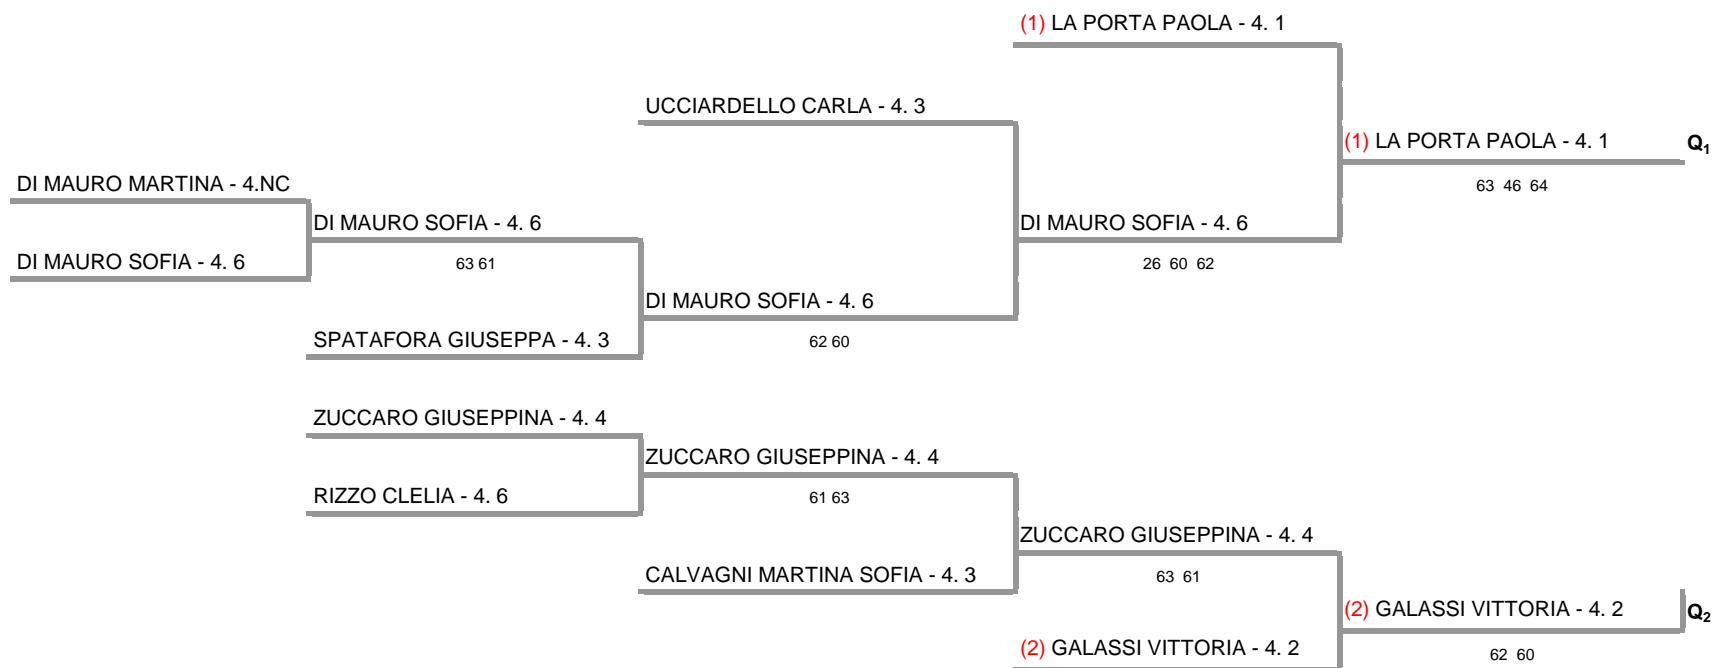 (1) LA PORTA PAOLA - 4. 1
UCCIARDELLO CARLA - 4. 3
(1) LA PORTA PAOLA - 4. 1 Q1
DI MAURO MARTINA - 4.NC
63 46 64
DI MAURO SOFIA - 4. 6
DI MAURO SOFIA - 4. 6
DI MAURO SOFIA - 4. 6
63 61
26 60 62
DI MAURO SOFIA - 4. 6
SPATAFORA GIUSEPPA - 4. 3
62 60
ZUCCARO GIUSEPPINA - 4. 4
ZUCCARO GIUSEPPINA - 4. 4
RIZZO CLELIA - 4. 6
61 63
ZUCCARO GIUSEPPINA - 4. 4
CALVAGNI MARTINA SOFIA - 4. 3
63 61
(2) GALASSI VITTORIA - 4. 2 Q2
(2) GALASSI VITTORIA - 4. 2
62 60